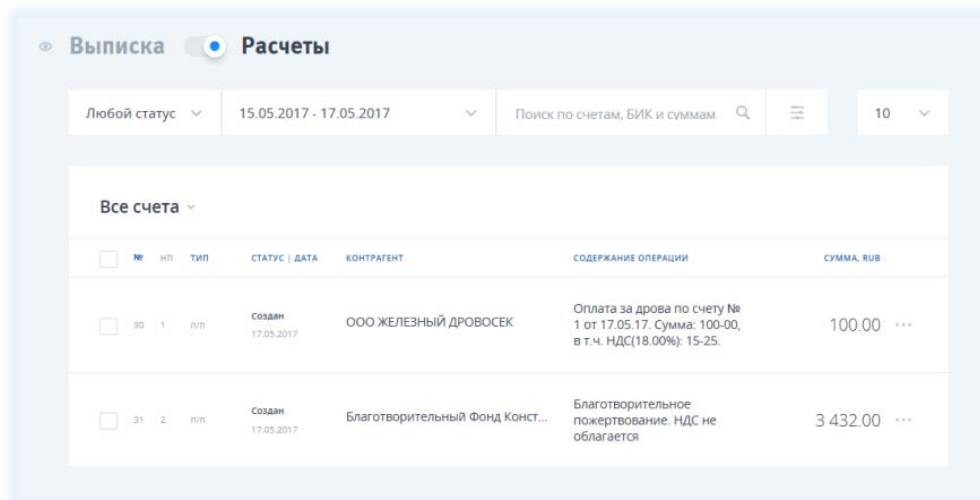 Выписка Расчеты
Любой статус 15.05.2017 - 17.05.2017 Поиск по счетам, БИК и суммам 10
Все счета
№ НП ТИП СТАТУС | ДАТА КОНТРАГЕНТ СОДЕРЖАНИЕ ОПЕРАЦИИ СУММА, RUB
30 1 п/п Создан 17.05.2017 ООО ЖЕЛЕЗНЫЙ ДРОВОСЕК
Оплата за дрова по счету №
1 от 17.05.17. Сумма: 100-00,
в т.ч. НДС(18.00%): 15-25.
100.00 ···
31 2 п/п Создан 17.05.2017 Благотворительный Фонд Конст...
Благотворительное
пожертвование. НДС не
облагается
3 432.00 ···